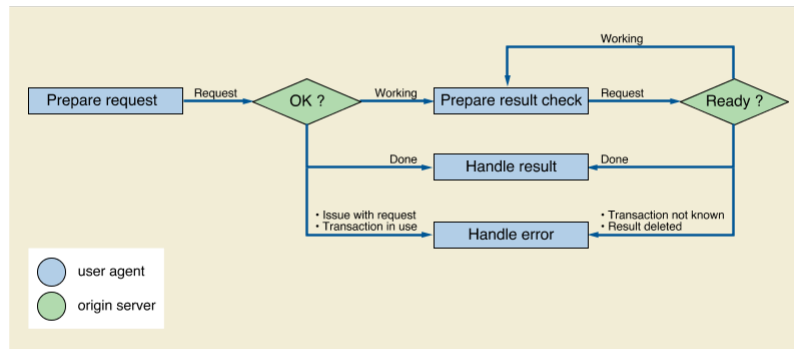 Working
Prepare request
Request
OK ?
Working
Prepare result check
Request
Ready ?
Done
Handle result
Done
• Issue with request
• Transaction in use
Handle error
• Transaction not known
• Result deleted
user agent
origin server